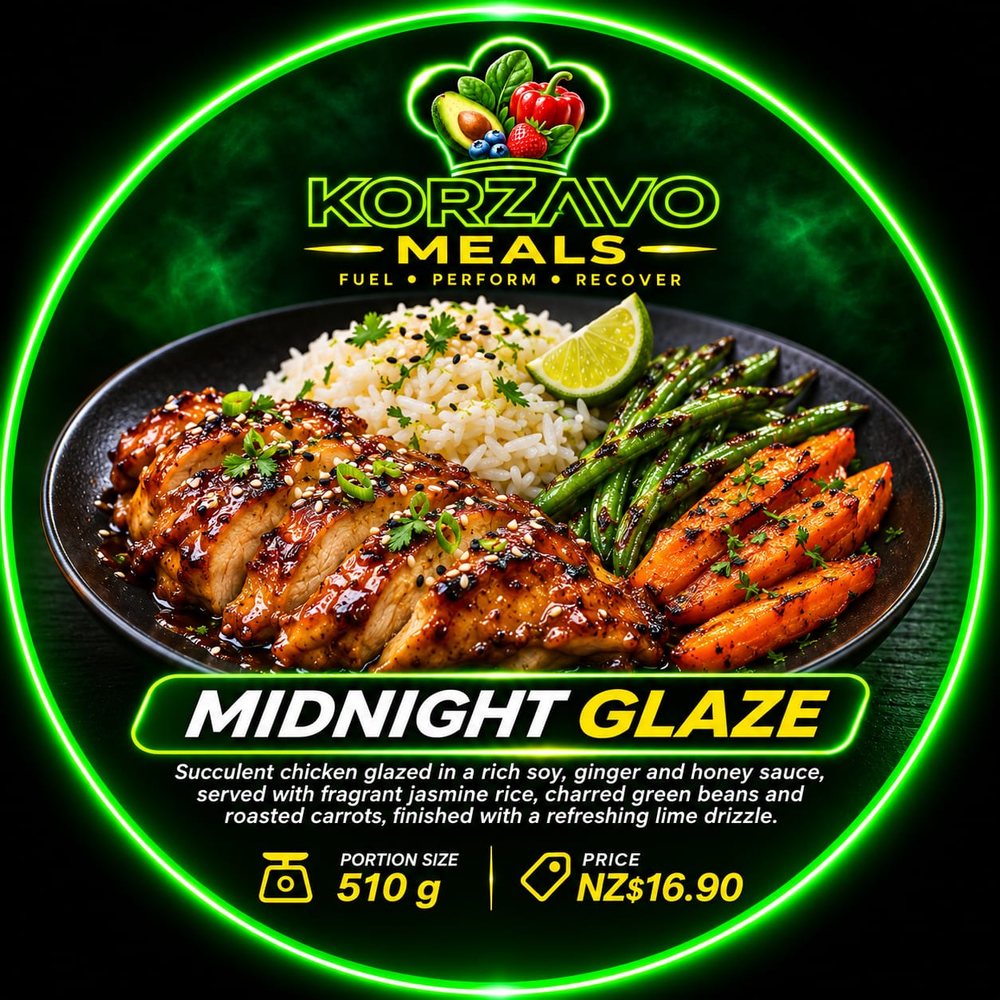 KORZAVO
MEALS
FUEL • PERFORM • RECOVER
MIDNIGHT GLAZE
Succulent chicken glazed in a rich soy, ginger and honey sauce,
served with fragrant jasmine rice, charred green beans and
roasted carrots, finished with a refreshing lime drizzle.
PORTION SIZE
510 g
PRICE
NZ$16.90